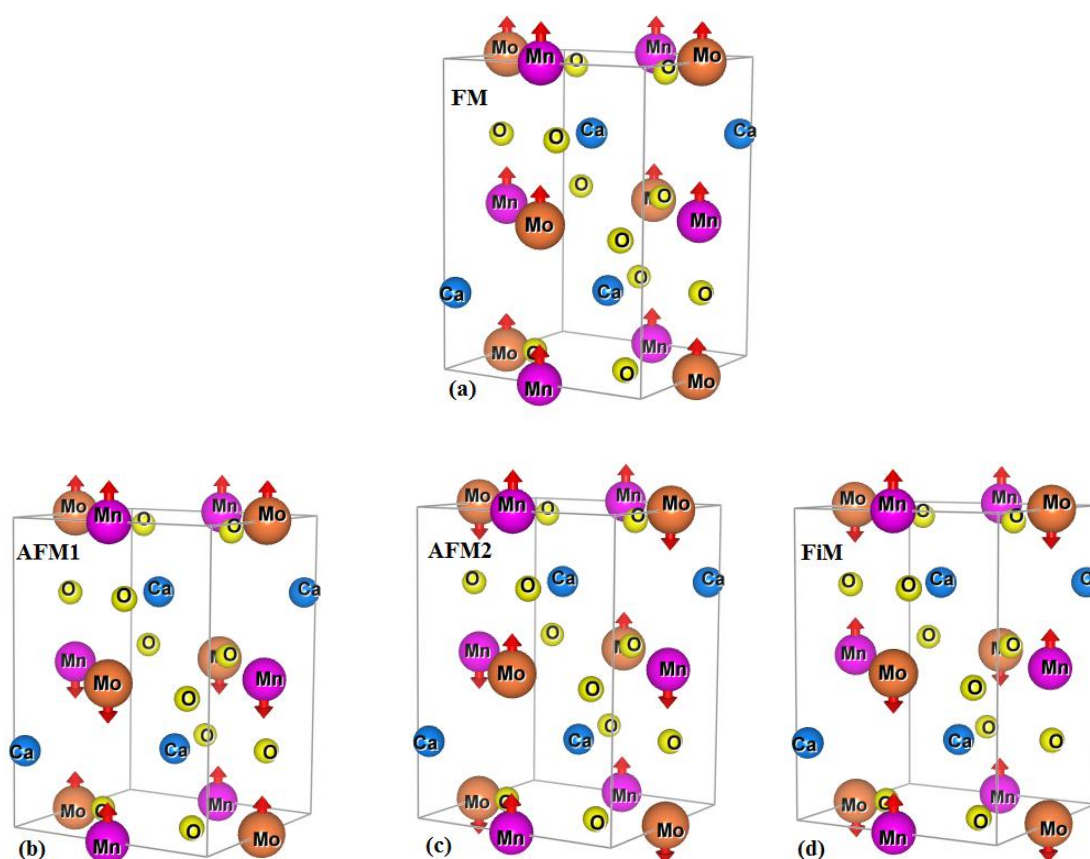 Mo Mn Mn Mo
O O
FM
O O Ca Ca
O
Mn Mo M O Mn
O
O
Ca Ca O
Mo O Mn
O
(a) Mn Mo
Mo Mn Mn Mo
O O
AFM1
O O Ca Ca
O
Mn Mo M O Mn
O
O
Ca Ca O
Mo O Mn
O
(b) Mn Mo
Mo Mn Mn Mo
O O
AFM2
O O Ca Ca
O
Mn Mo M O Mn
O
O
Ca Ca O
Mo O Mn
O
(c) Mn Mo
Mo Mn Mn Mo
O O
FiM
O O Ca Ca
O
Mn Mo M O Mn
O
O
Ca Ca O
Mo O Mn
O
(d) Mn Mo